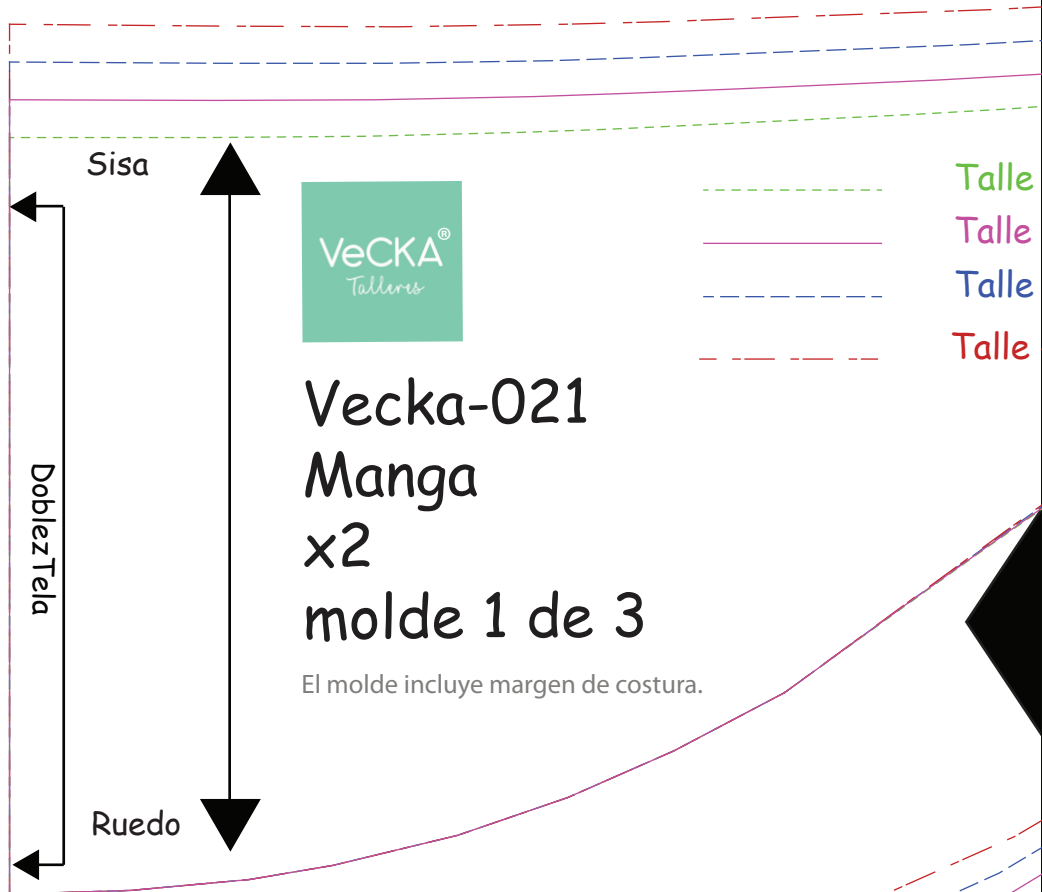 Sisa
VeCKA®
Talleres
Talle
Talle
Talle
Talle
Vecka-021
Manga
x2
molde 1 de 3
El molde incluye margen de costura.
DoblezTela
Ruedo